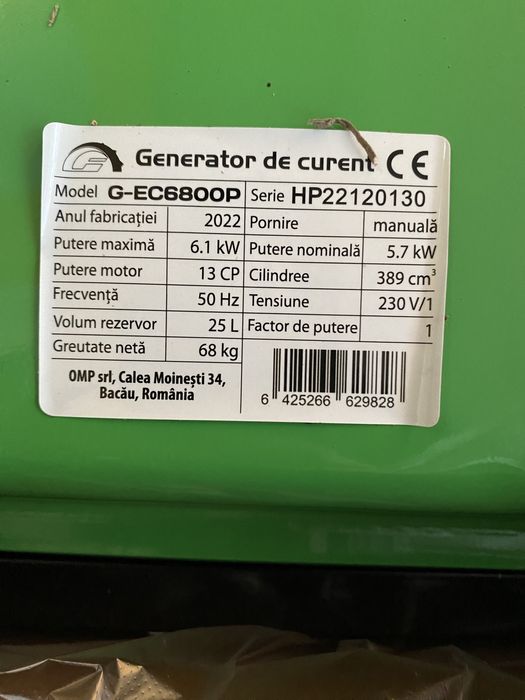 Generator de curent CE
Model G-EC6800P Serie HP22120130
Anul fabricației 2022 Pornire manuală
Putere maximă 6.1 kW Putere nominală 5.7 kW
Putere motor 13 CP Cilindree 389 cm³
Frecvență 50 Hz Tensiune 230 V/1
Volum rezervor 25 L Factor de putere 1
Greutate netă 68 kg
OMP srl, Calea Moinești 34,
Bacău, România
6 425266 629828